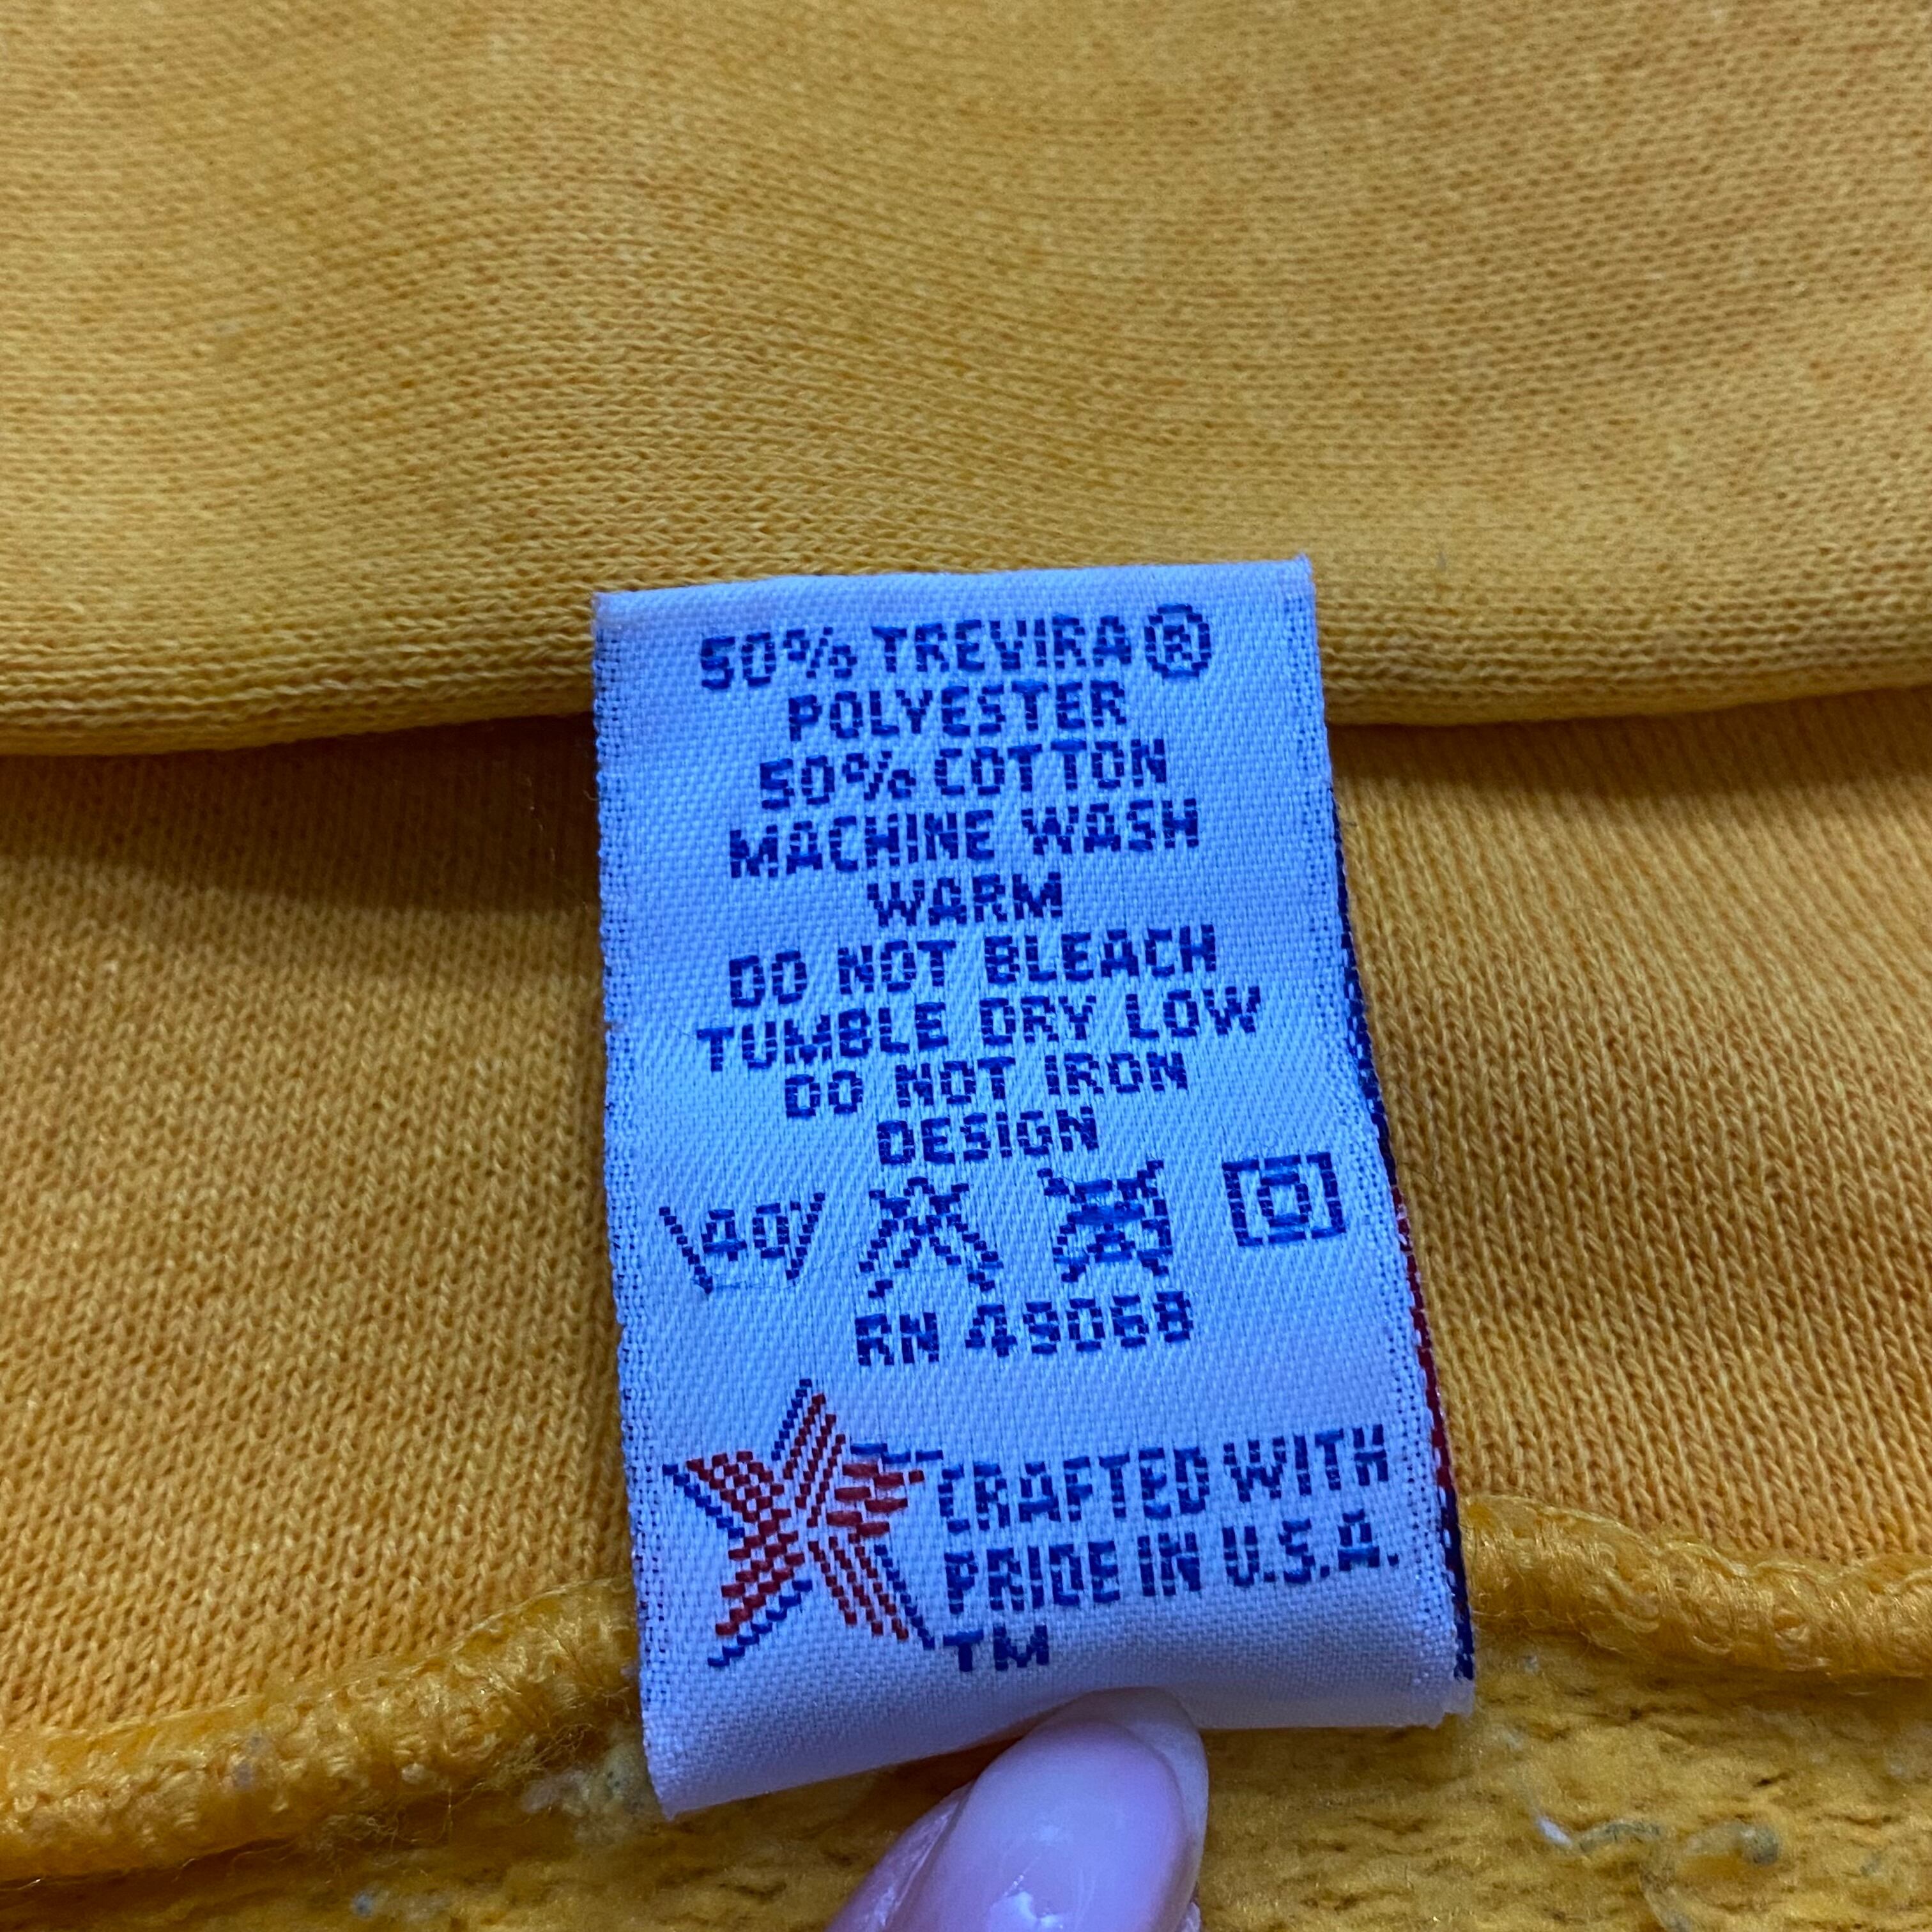 50% TREVIRA®
POLYESTER
50% COTTON
MACHINE WASH
WARM
DO NOT BLEACH
TUMBLE DRY LOW
DO NOT IRON
DESIGN
40
RN 49068
CRAFTED WITH
PRIDE IN U.S.A.
TM